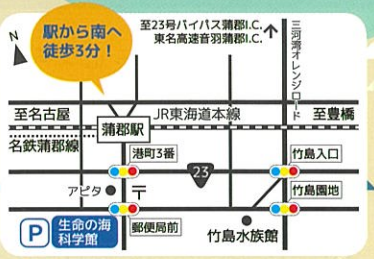 駅から南へ
徒歩3分！
N
至23号バイパス蒲郡I.C.
東名高速音羽蒲郡I.C.
三河湾オレンジロード
至名古屋
JR東海道本線
至豊橋
蒲郡駅
名鉄蒲郡線
港町3番
23
竹島入口
アピタ
〒
竹島園地
P
生命の海
科学館
郵便局前
竹島水族館